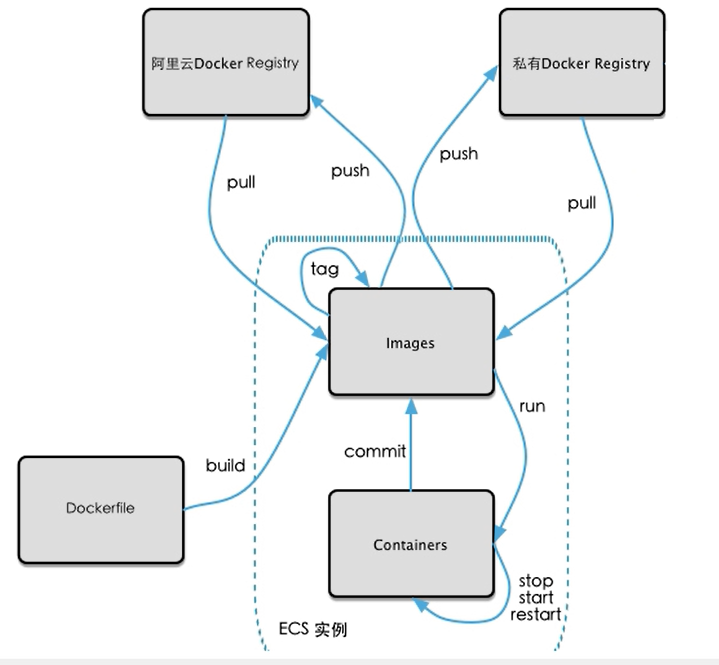 阿里云Docker Registry
私有Docker Registry
push
push
pull
pull
tag
Images
run
commit
build
Dockerfile
Containers
stop
start
restart
ECS 实例